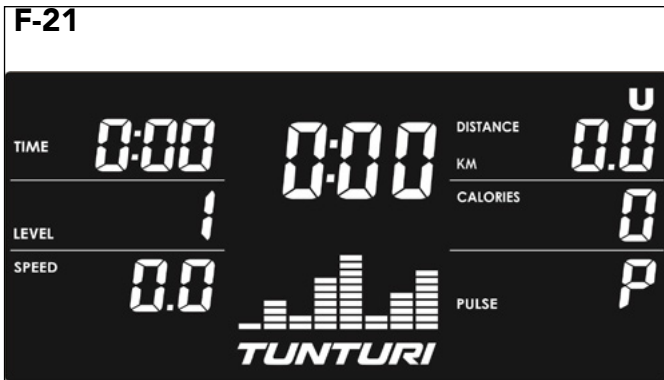 F-21
U
TIME 0:00
0:00
DISTANCE 0.0
KM
LEVEL 1
CALORIES 0
SPEED 0.0
PULSE P
TUNTURI